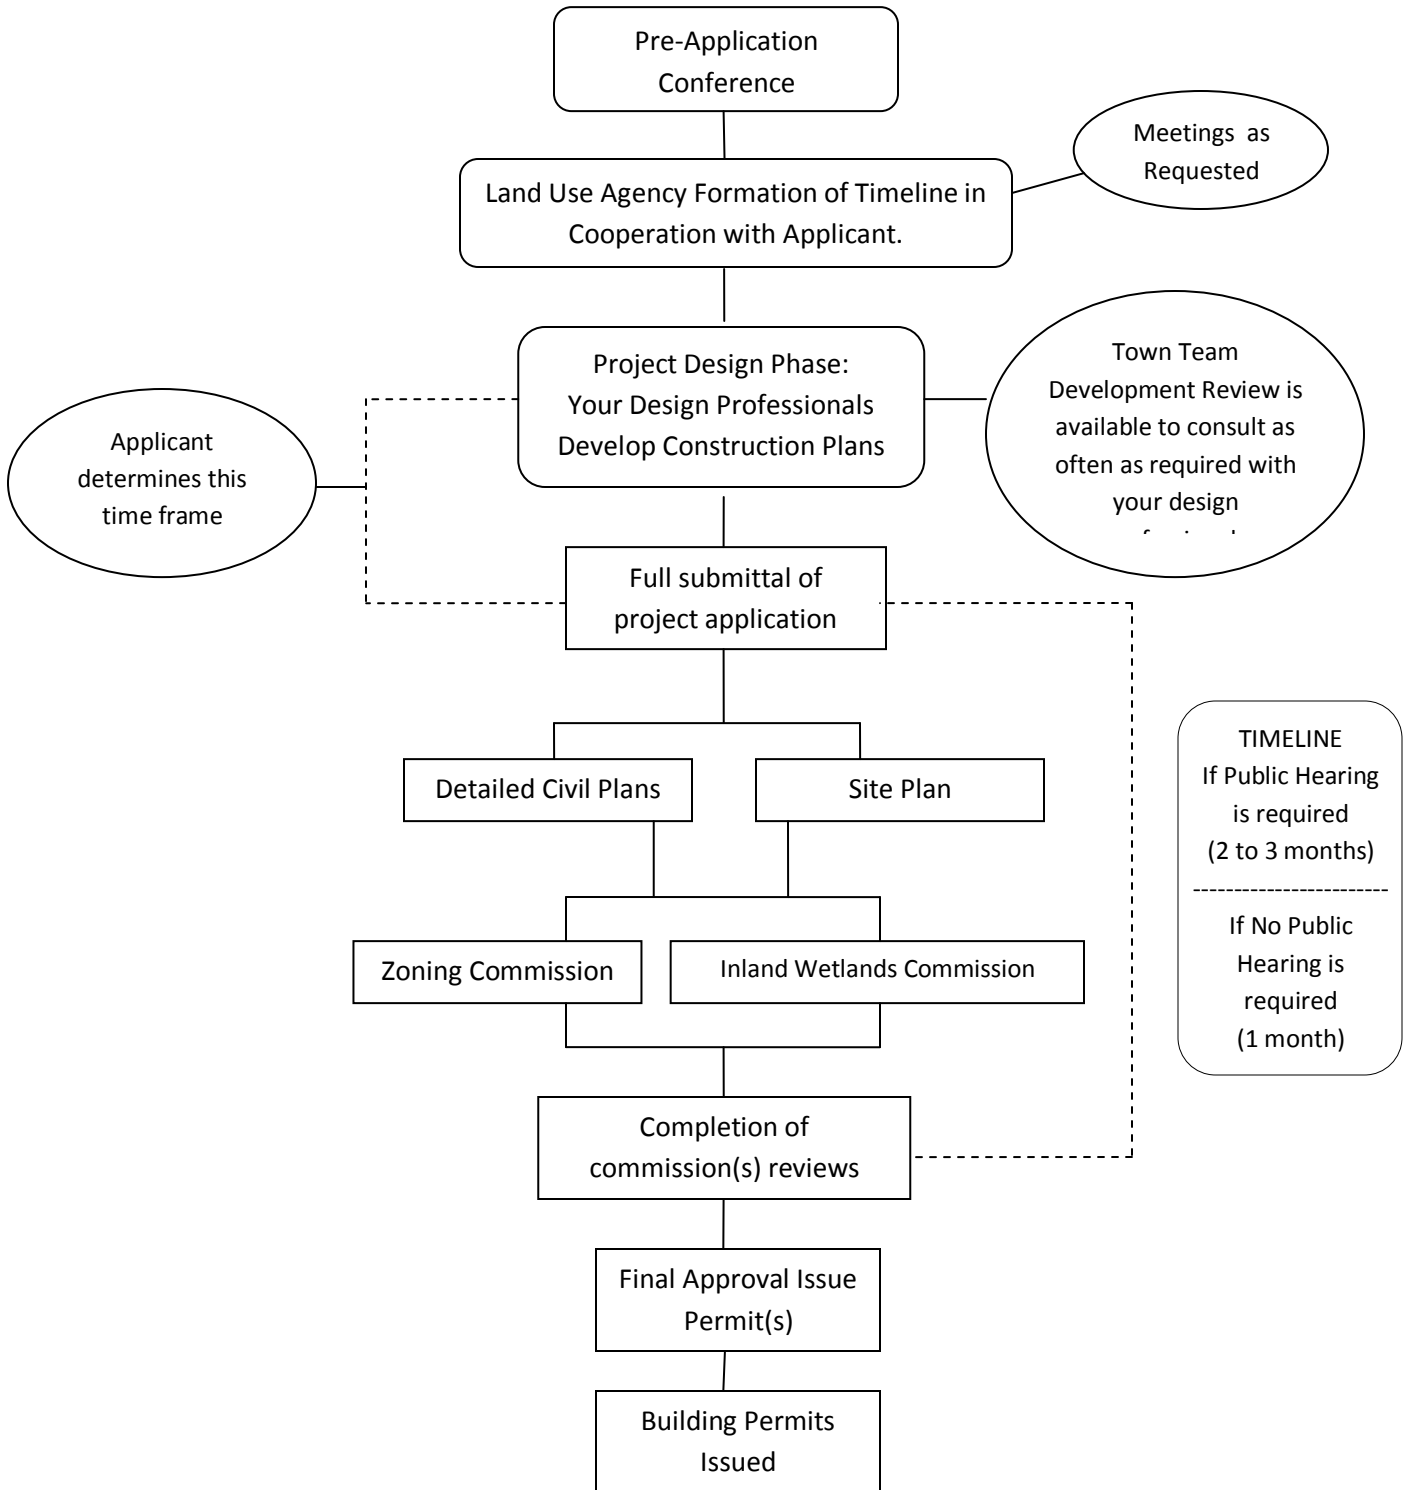 Pre-Application
Conference
Meetings as
Requested
Land Use Agency Formation of Timeline in
Cooperation with Applicant.
Project Design Phase:
Your Design Professionals
Develop Construction Plans
Town Team
Development Review is
available to consult as
often as required with
your design
Applicant
determines this
time frame
Full submittal of
project application
Detailed Civil Plans
Site Plan
TIMELINE
If Public Hearing
is required
(2 to 3 months)
------------------------
If No Public
Hearing is
required
(1 month)
Zoning Commission
Inland Wetlands Commission
Completion of
commission(s) reviews
Final Approval Issue
Permit(s)
Building Permits
Issued